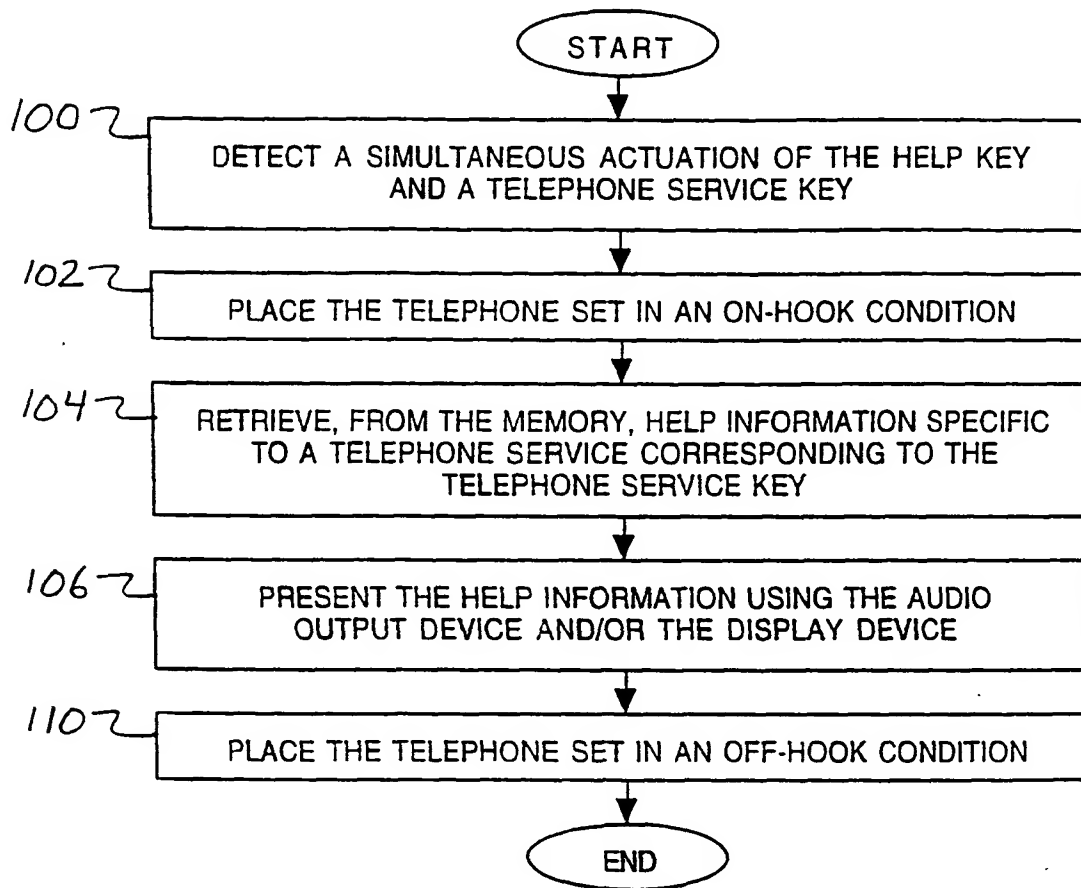 START
100
DETECT A SIMULTANEOUS ACTUATION OF THE HELP KEY
AND A TELEPHONE SERVICE KEY
102
PLACE THE TELEPHONE SET IN AN ON-HOOK CONDITION
104
RETRIEVE, FROM THE MEMORY, HELP INFORMATION SPECIFIC
TO A TELEPHONE SERVICE CORRESPONDING TO THE
TELEPHONE SERVICE KEY
106
PRESENT THE HELP INFORMATION USING THE AUDIO
OUTPUT DEVICE AND/OR THE DISPLAY DEVICE
110
PLACE THE TELEPHONE SET IN AN OFF-HOOK CONDITION
END